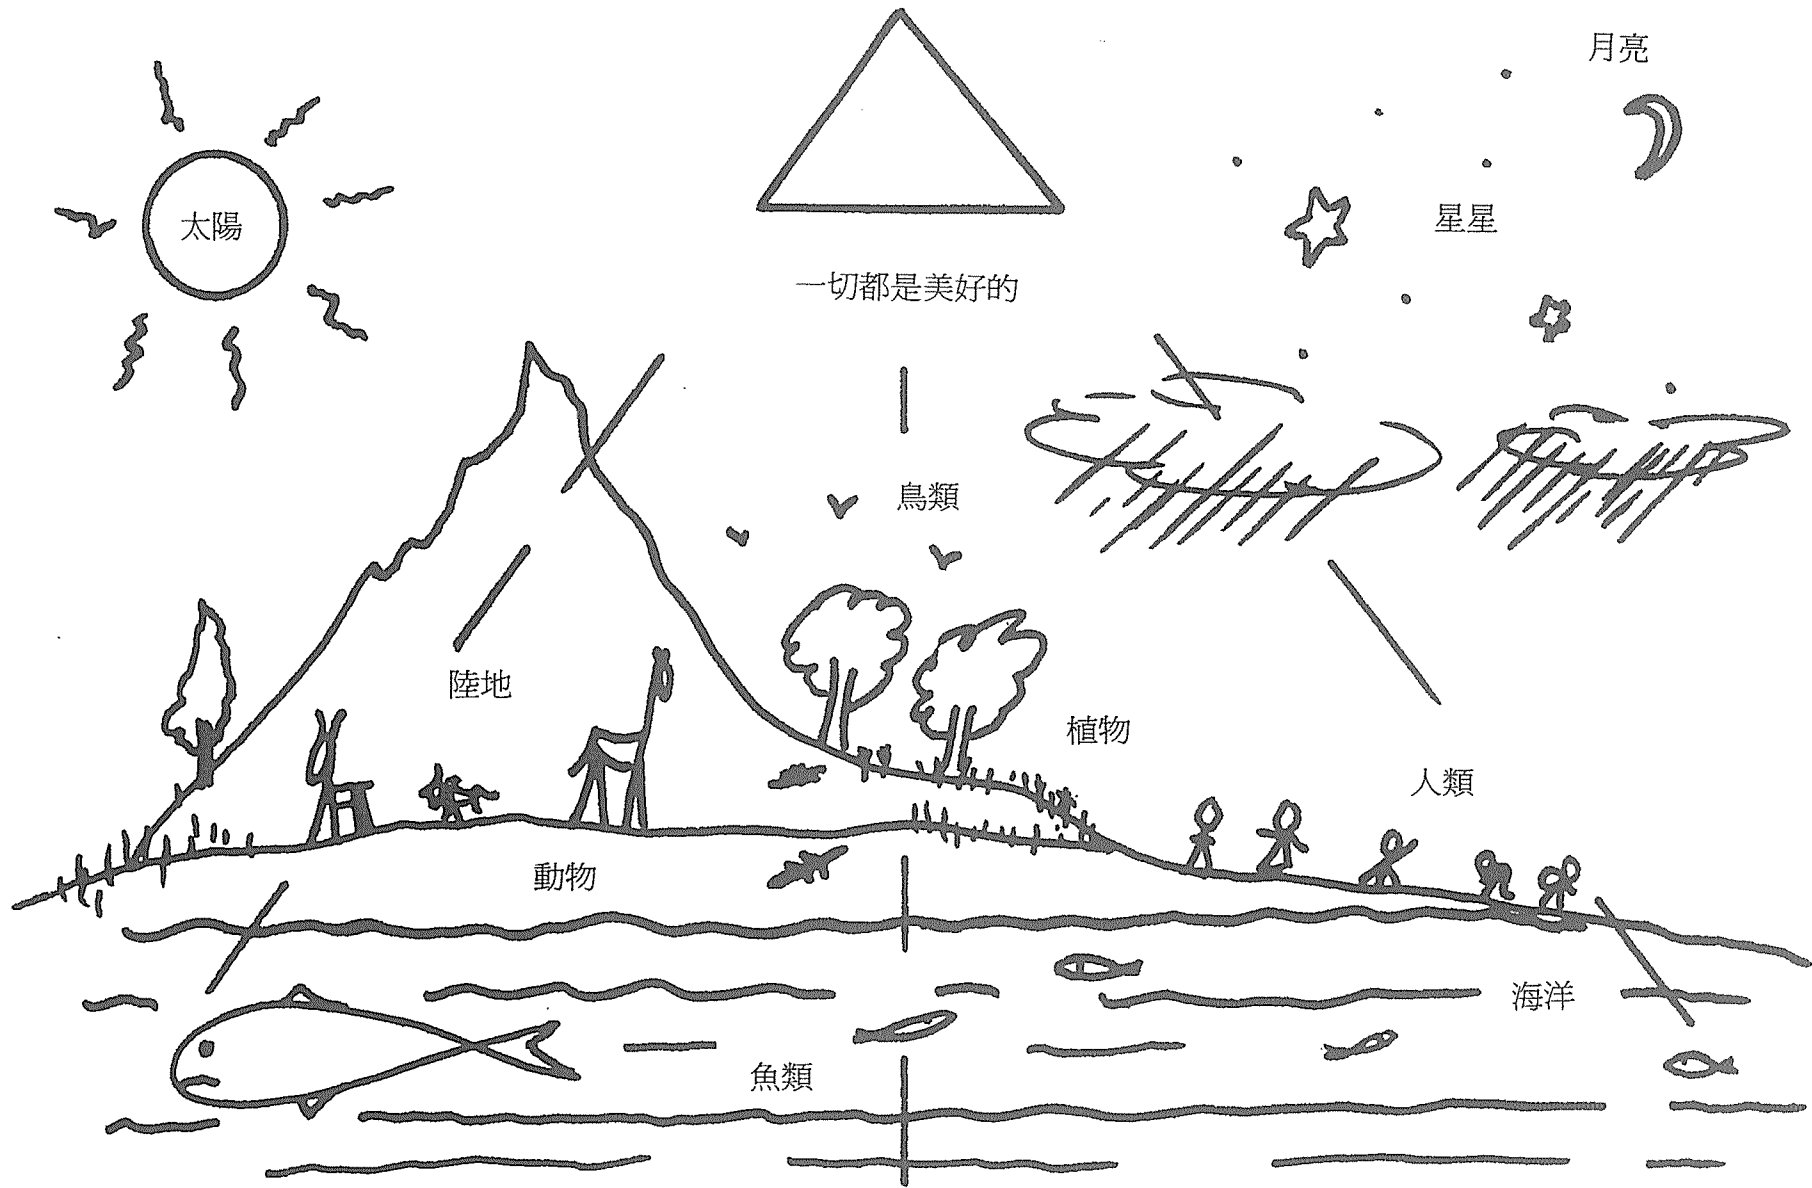 月亮
太陽
星星
一切都是美好的
鳥類
陸地
植物
人類
動物
海洋
魚類